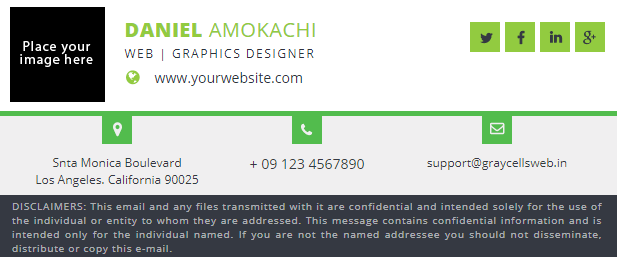 Place your
image here
DANIEL AMOKACHI
WEB | GRAPHICS DESIGNER
www.yourwebsite.com
Snta Monica Boulevard
Los Angeles. California 90025
+ 09 123 4567890
support@graycellsweb.in
DISCLAIMERS: This email and any files transmitted with it are confidential and intended solely for the use of
the individual or entity to whom they are addressed. This message contains confidential information and is
intended only for the individual named. If you are not the named addressee you should not disseminate,
distribute or copy this e-mail.